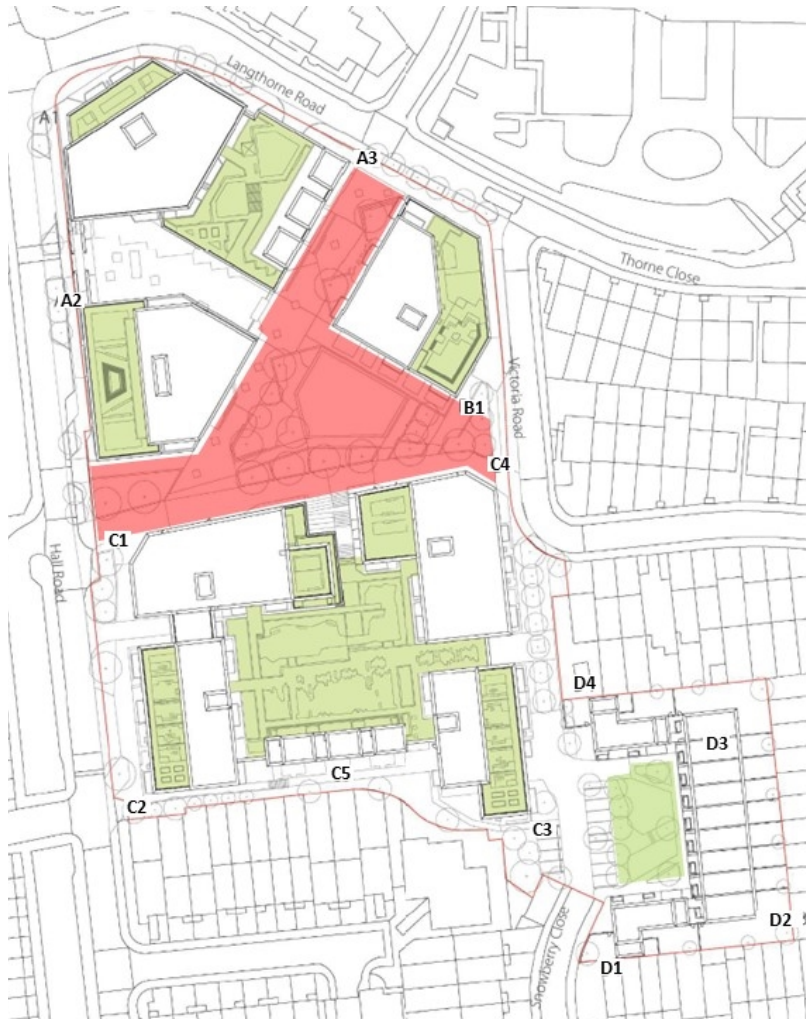 Langthorne Road
A1
A3
Thorne Close
A2
Victoria Road
B1
C4
C1
Hall Road
D4
D3
C5
C2
C3
D2
Snowberry Close
D1